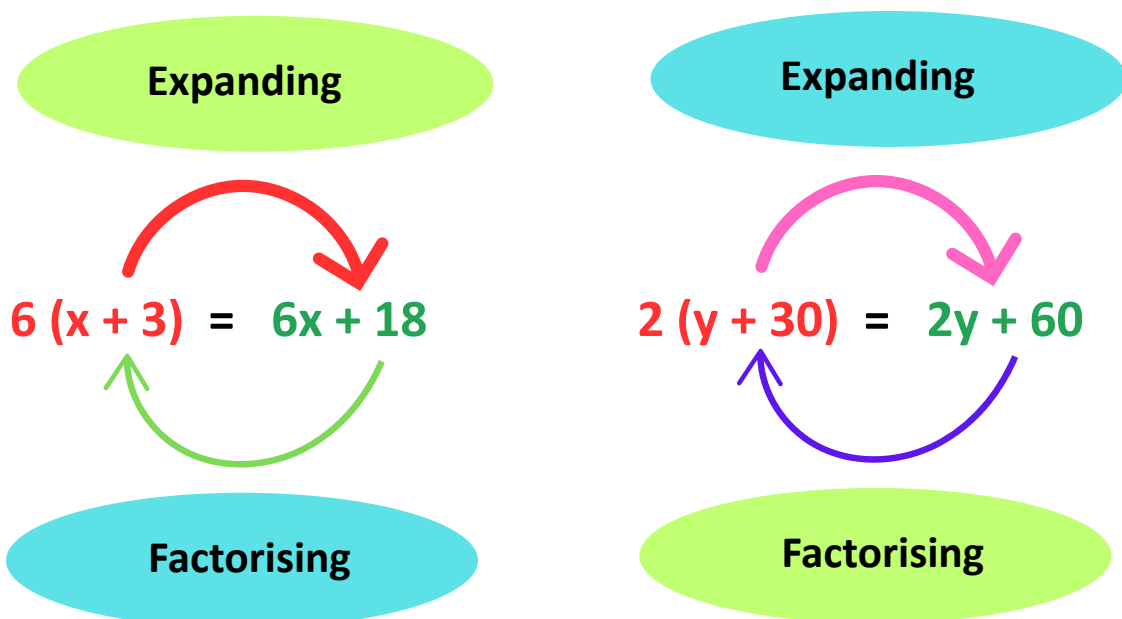 Expanding
6 (x + 3) = 6x + 18
Factorising
Expanding
2 (y + 30) = 2y + 60
Factorising